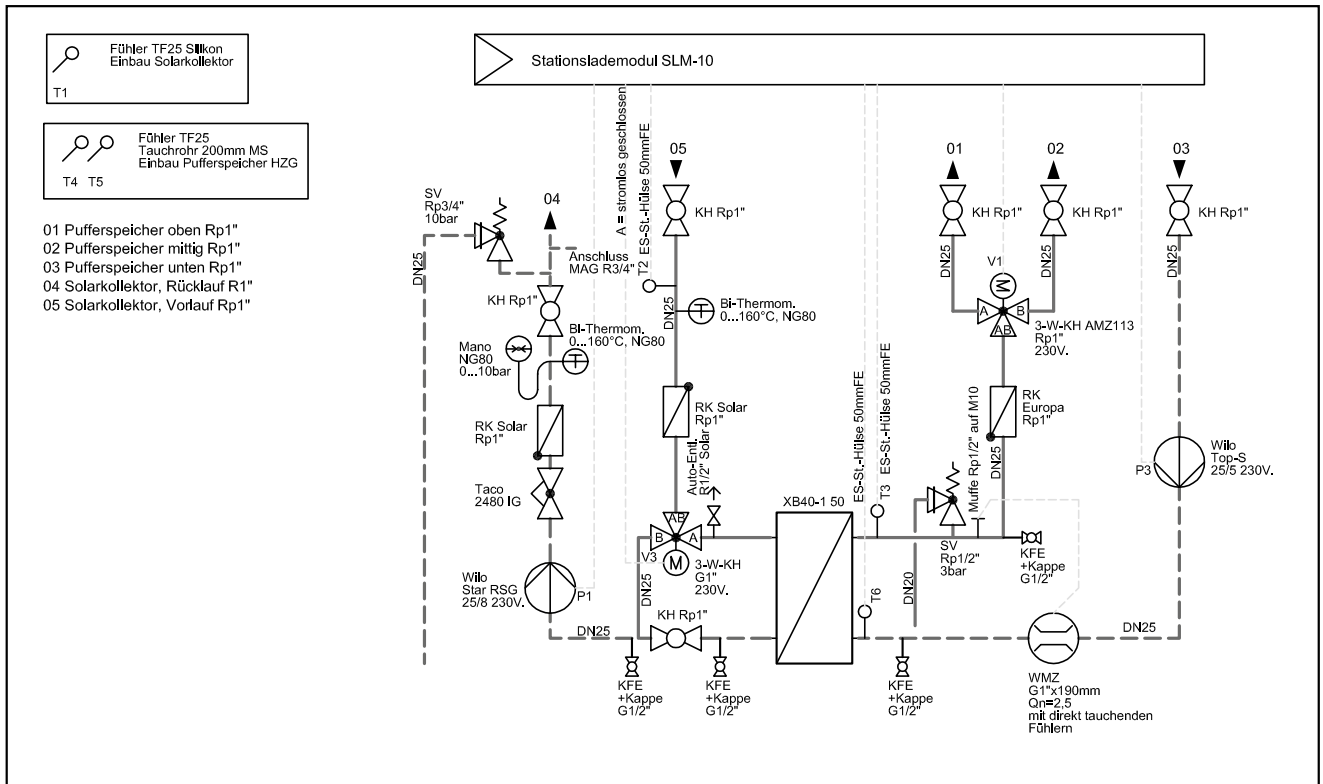 Fühler TF25 Silikon
Einbau Solarkollektor
T1
Fühler TF25
Tauchrohr 200mm MS
Einbau Pufferspeicher HZG
T4 T5
01 Pufferspeicher oben Rp1"
02 Pufferspeicher mittig Rp1"
03 Pufferspeicher unten Rp1"
04 Solarkollektor, Rücklauf R1"
05 Solarkollektor, Vorlauf Rp1"
Stationslademodul SLM-10
SV
Rp3/4"
10bar
DN25
04
Anschluss
MAG R3/4"
KH Rp1"
Bi-Thermom.
0...160°C, NG80
Mano
NG80
0...10bar
RK Solar
Rp1"
Taco
2480 IG
Wilo
Star RSG
25/8 230V.
P1
DN25
A = stromlos geschlossen
T2 ES-St.-Hülse 50mmFE
05
KH Rp1"
DN25
Bi-Thermom.
0...160°C, NG80
RK Solar
Rp1"
Auto-Entl.
R1/2" Solar
AB
B
A
V3
M
3-W-KH
G1"
230V.
DN25
KH Rp1"
KFE
+Kappe
G1/2"
KFE
+Kappe
G1/2"
XB40-1 50
ES-St.-Hülse 50mmFE
T6
T3 ES-St.-Hülse 50mmFE
01
02
03
KH Rp1"
KH Rp1"
KH Rp1"
DN25
DN25
DN25
V1
M
A
B
AB
3-W-KH AMZ113
Rp1"
230V.
RK
Europa
Rp1"
DN25
Muffe Rp1/2" auf M10
SV
Rp1/2"
3bar
DN20
KFE
+Kappe
G1/2"
KFE
+Kappe
G1/2"
P3
Wilo
Top-S
25/5 230V.
DN25
WMZ
G1"x190mm
Qn=2,5
mit direkt tauchenden
Fühlern